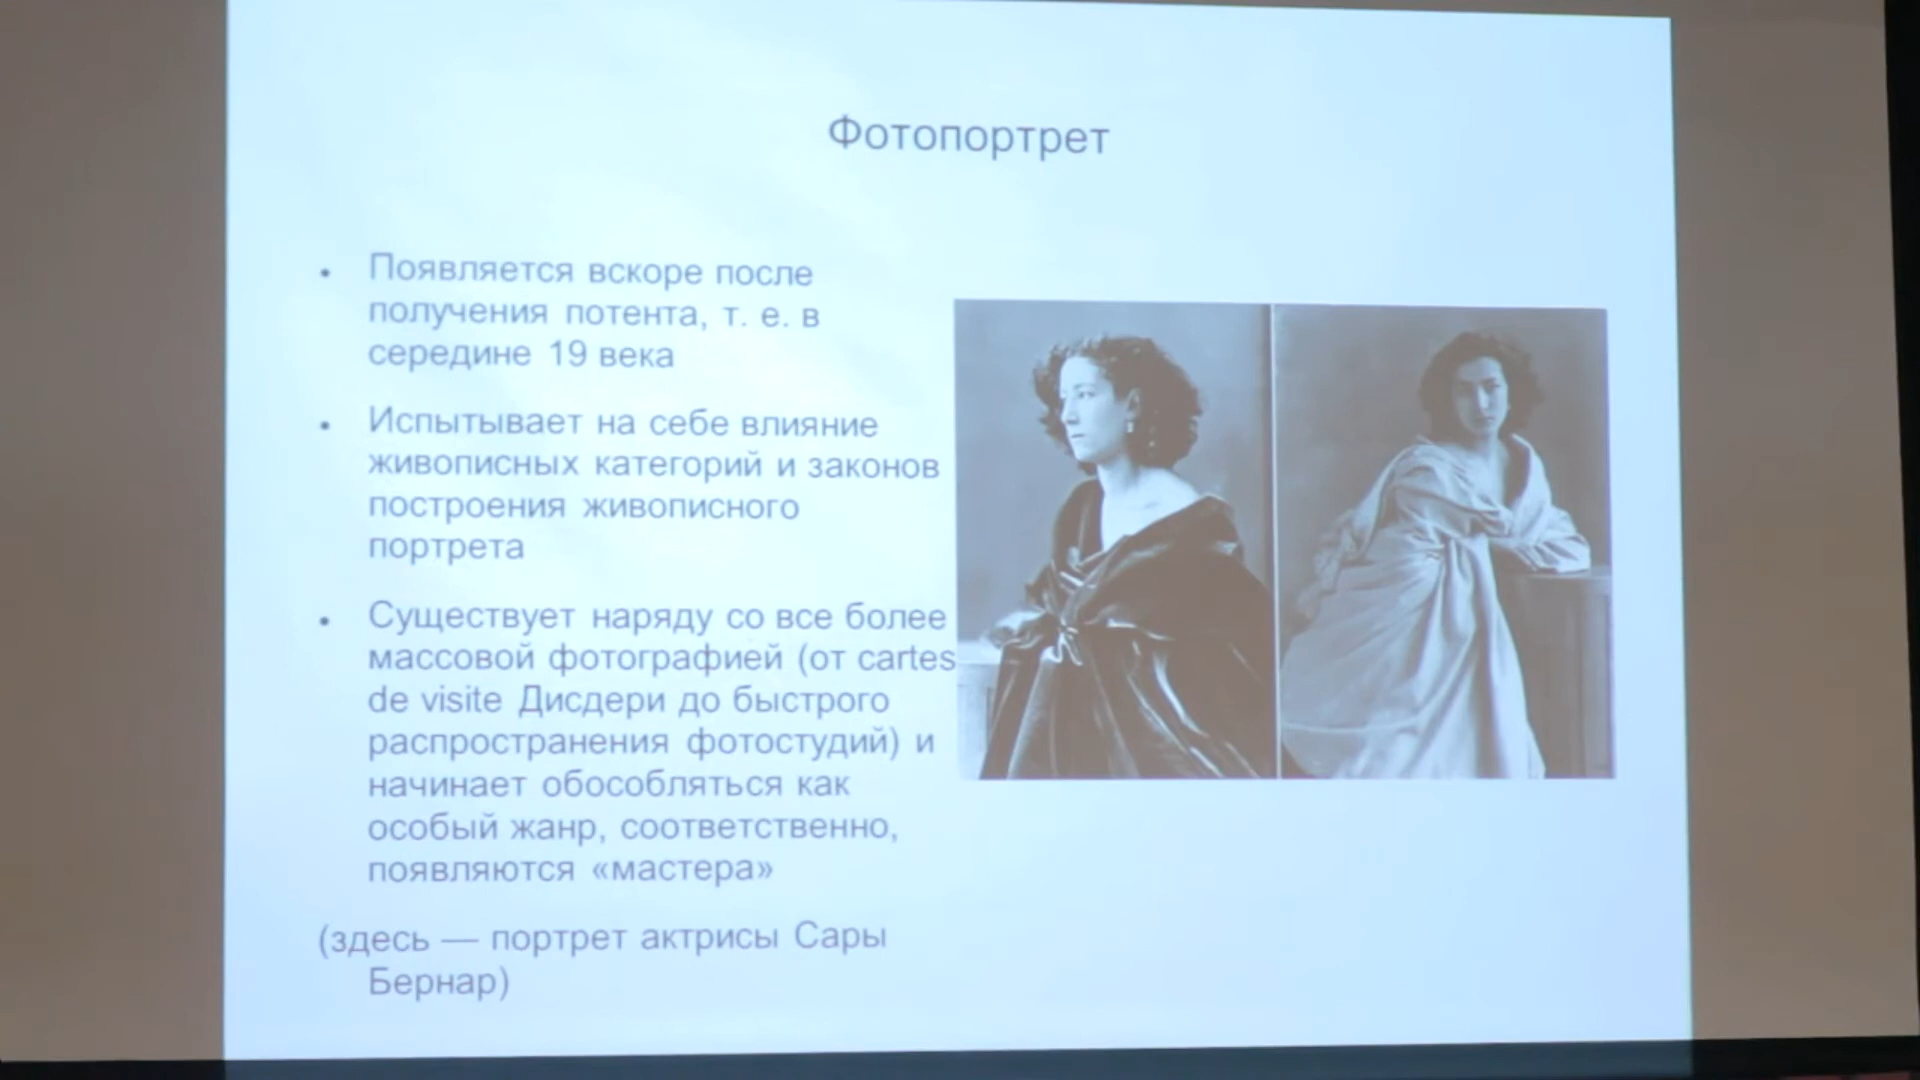 Фотопортрет
• Появляется вскоре после
получения потента, т. е. в
середине 19 века
• Испытывает на себе влияние
живописных категорий и законов
построения живописного
портрета
• Существует наряду со все более
массовой фотографией (от cartes
de visite Дисдери до быстрого
распространения фотостудий) и
начинает обособляться как
особый жанр, соответственно,
появляются «мастера»
(здесь — портрет актрисы Сары
Бернар)